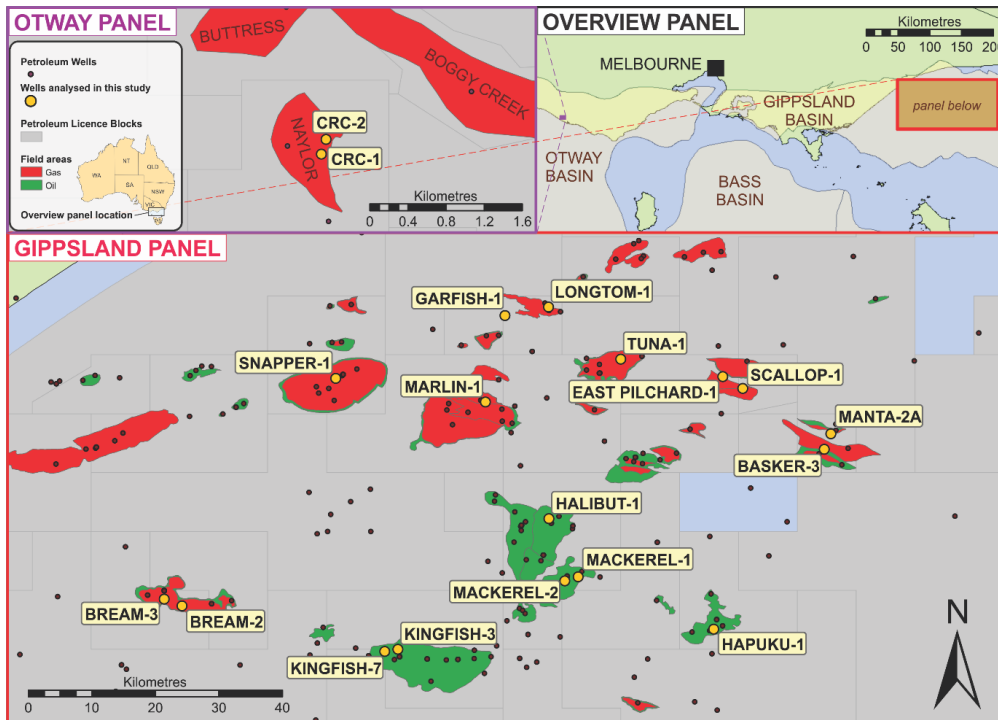 OTWAY PANEL
Petroleum Wells
Wells analysed in this study
Petroleum Licence Blocks
Field areas
Gas
Oil
WA
NT
SA
QLD
NSW
VIC
Overview panel location
BUTTRESS
BOGGY CREEK
NAYLOR
CRC-2
CRC-1
Kilometres
0 0.4 0.8 1.2 1.6
OVERVIEW PANEL
Kilometres
0 50 100 150 200
MELBOURNE
GIPPSLAND
BASIN
panel below
OTWAY
BASIN
BASS
BASIN
GIPPSLAND PANEL
GARFISH-1
LONGTOM-1
SNAPPER-1
TUNA-1
MARLIN-1
EAST PILCHARD-1
SCALLOP-1
MANTA-2A
BASKER-3
HALIBUT-1
MACKEREL-1
MACKEREL-2
BREAM-3
BREAM-2
KINGFISH-3
KINGFISH-7
HAPUKU-1
N
Kilometres
0 10 20 30 40